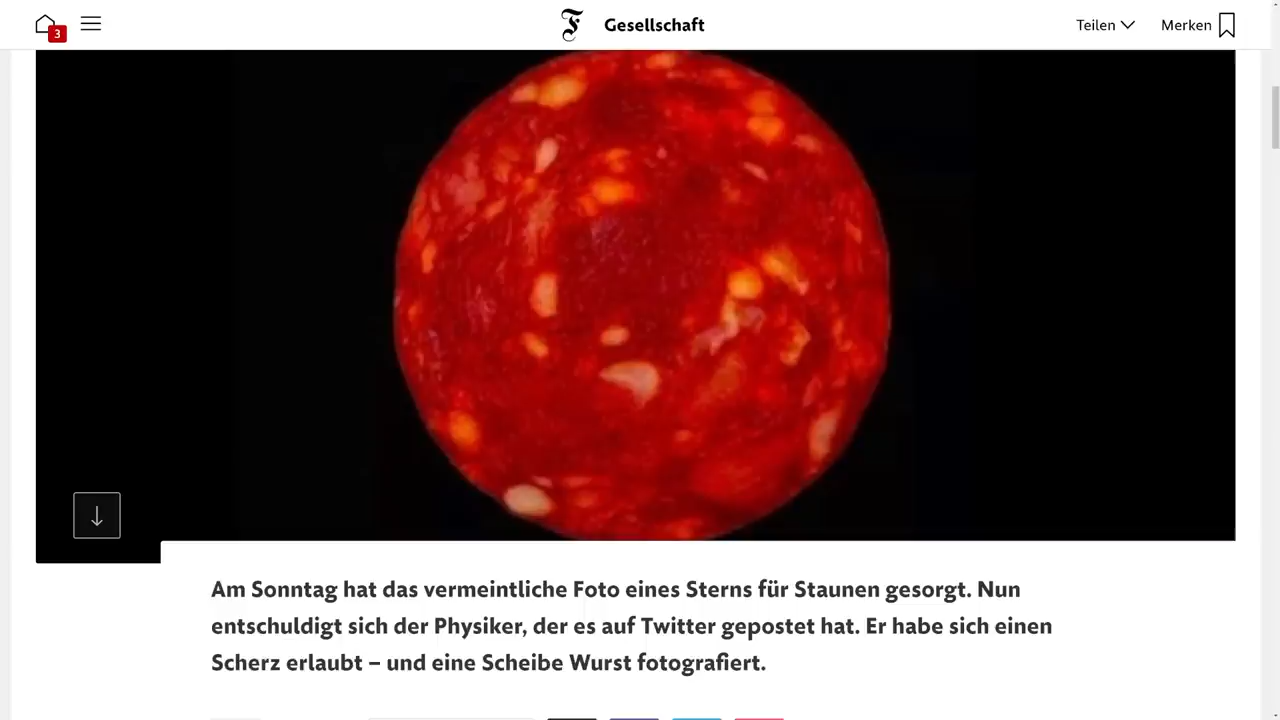 3
Gesellschaft
Teilen
Merken
Am Sonntag hat das vermeintliche Foto eines Sterns für Staunen gesorgt. Nun
entschuldigt sich der Physiker, der es auf Twitter gepostet hat. Er habe sich einen
Scherz erlaubt – und eine Scheibe Wurst fotografiert.